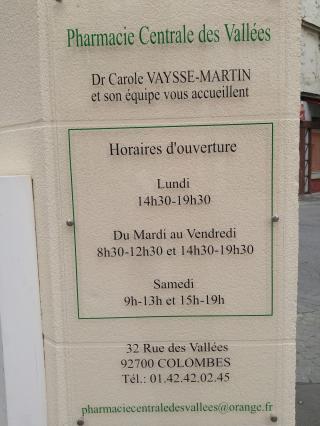 Pharmacie Centrale des Vallées
Dr Carole VAYSSE-MARTIN
et son équipe vous accueillent
Horaires d'ouverture
Lundi
14h30-19h30
Du Mardi au Vendredi
8h30-12h30 et 14h30-19h30
Samedi
9h-13h et 15h-19h
32 Rue des Vallées
92700 COLOMBES
Tél.: 01.42.42.02.45
pharmaciecentraledesvallees@orange.fr